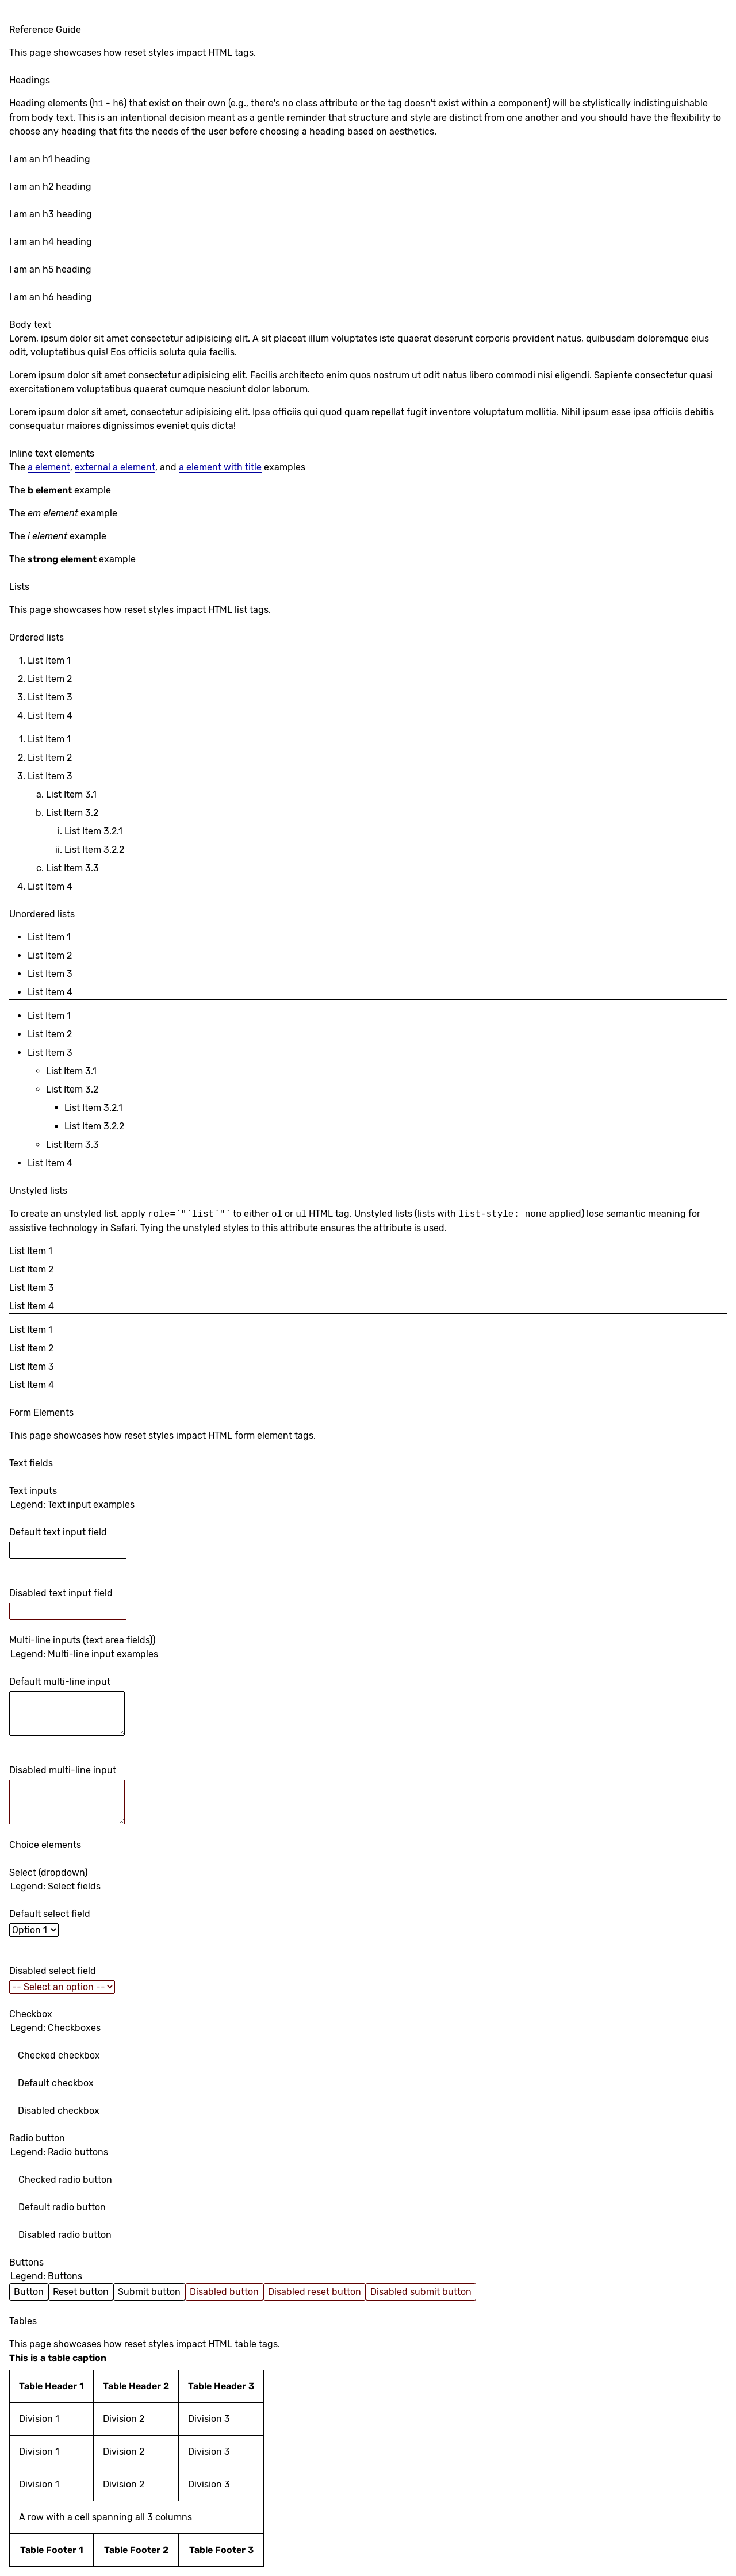 Reference Guide
This page showcases how reset styles impact HTML tags.
Headings
Heading elements (h1 - h6) that exist on their own (e.g., there's no class attribute or the tag doesn't exist within a component) will be stylistically indistinguishable
from body text. This is an intentional decision meant as a gentle reminder that structure and style are distinct from one another and you should have the flexibility to
choose any heading that fits the needs of the user before choosing a heading based on aesthetics.
I am an h1 heading
I am an h2 heading
I am an h3 heading
I am an h4 heading
I am an h5 heading
I am an h6 heading
Body text
Lorem, ipsum dolor sit amet consectetur adipisicing elit. A sit placeat illum voluptates iste quaerat deserunt corporis provident natus, quibusdam doloremque eius
odit, voluptatibus quis! Eos officiis soluta quia facilis.
Lorem ipsum dolor sit amet consectetur adipisicing elit. Facilis architecto enim quos nostrum ut odit natus libero commodi nisi eligendi. Sapiente consectetur quasi
exercitationem voluptatibus quaerat cumque nesciunt dolor laborum.
Lorem ipsum dolor sit amet, consectetur adipisicing elit. Ipsa officiis qui quod quam repellat fugit inventore voluptatum mollitia. Nihil ipsum esse ipsa officiis debitis
consequatur maiores dignissimos eveniet quis dicta!
Inline text elements
The a element, external a element, and a element with title examples
The b element example
The em element example
The i element example
The strong element example
Lists
This page showcases how reset styles impact HTML list tags.
Ordered lists
1. List Item 1
2. List Item 2
3. List Item 3
4. List Item 4
1. List Item 1
2. List Item 2
3. List Item 3
a. List Item 3.1
b. List Item 3.2
i. List Item 3.2.1
ii. List Item 3.2.2
c. List Item 3.3
4. List Item 4
Unordered lists
• List Item 1
• List Item 2
• List Item 3
• List Item 4
• List Item 1
• List Item 2
• List Item 3
◦ List Item 3.1
◦ List Item 3.2
▪ List Item 3.2.1
▪ List Item 3.2.2
◦ List Item 3.3
• List Item 4
Unstyled lists
To create an unstyled list, apply role=`"`list`"` to either ol or ul HTML tag. Unstyled lists (lists with list-style: none applied) lose semantic meaning for
assistive technology in Safari. Tying the unstyled styles to this attribute ensures the attribute is used.
List Item 1
List Item 2
List Item 3
List Item 4
List Item 1
List Item 2
List Item 3
List Item 4
Form Elements
This page showcases how reset styles impact HTML form element tags.
Text fields
Text inputs
Legend: Text input examples
Default text input field
Disabled text input field
Multi-line inputs (text area fields))
Legend: Multi-line input examples
Default multi-line input
Disabled multi-line input
Choice elements
Select (dropdown)
Legend: Select fields
Default select field
Option 1
Disabled select field
-- Select an option --
Checkbox
Legend: Checkboxes
Checked checkbox
Default checkbox
Disabled checkbox
Radio button
Legend: Radio buttons
Checked radio button
Default radio button
Disabled radio button
Buttons
Legend: Buttons
Button Reset button Submit button Disabled button Disabled reset button Disabled submit button
Tables
This page showcases how reset styles impact HTML table tags.
This is a table caption
Table Header 1 Table Header 2 Table Header 3
Division 1 Division 2 Division 3
Division 1 Division 2 Division 3
Division 1 Division 2 Division 3
A row with a cell spanning all 3 columns
Table Footer 1 Table Footer 2 Table Footer 3